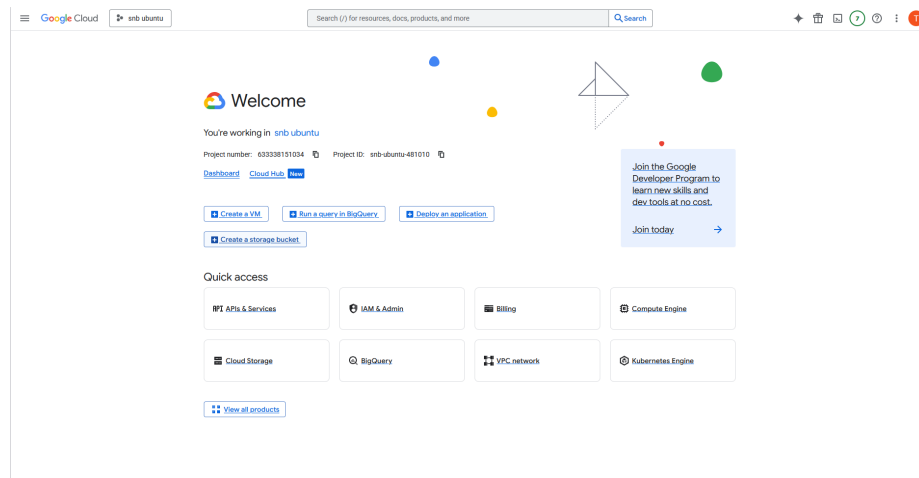 Google Cloud
snb ubuntu
Search (/) for resources, docs, products, and more
Search
7
?
T
Welcome
You're working in snb ubuntu
Project number: 633338151034 Project ID: snb-ubuntu-481010
Dashboard Cloud Hub New
Join the Google
Developer Program to
learn new skills and
dev tools at no cost.
Join today
Create a VM Run a query in BigQuery Deploy an application
Create a storage bucket
Quick access
API APIs & Services IAM & Admin Billing Compute Engine
Cloud Storage BigQuery VPC network Kubernetes Engine
View all products